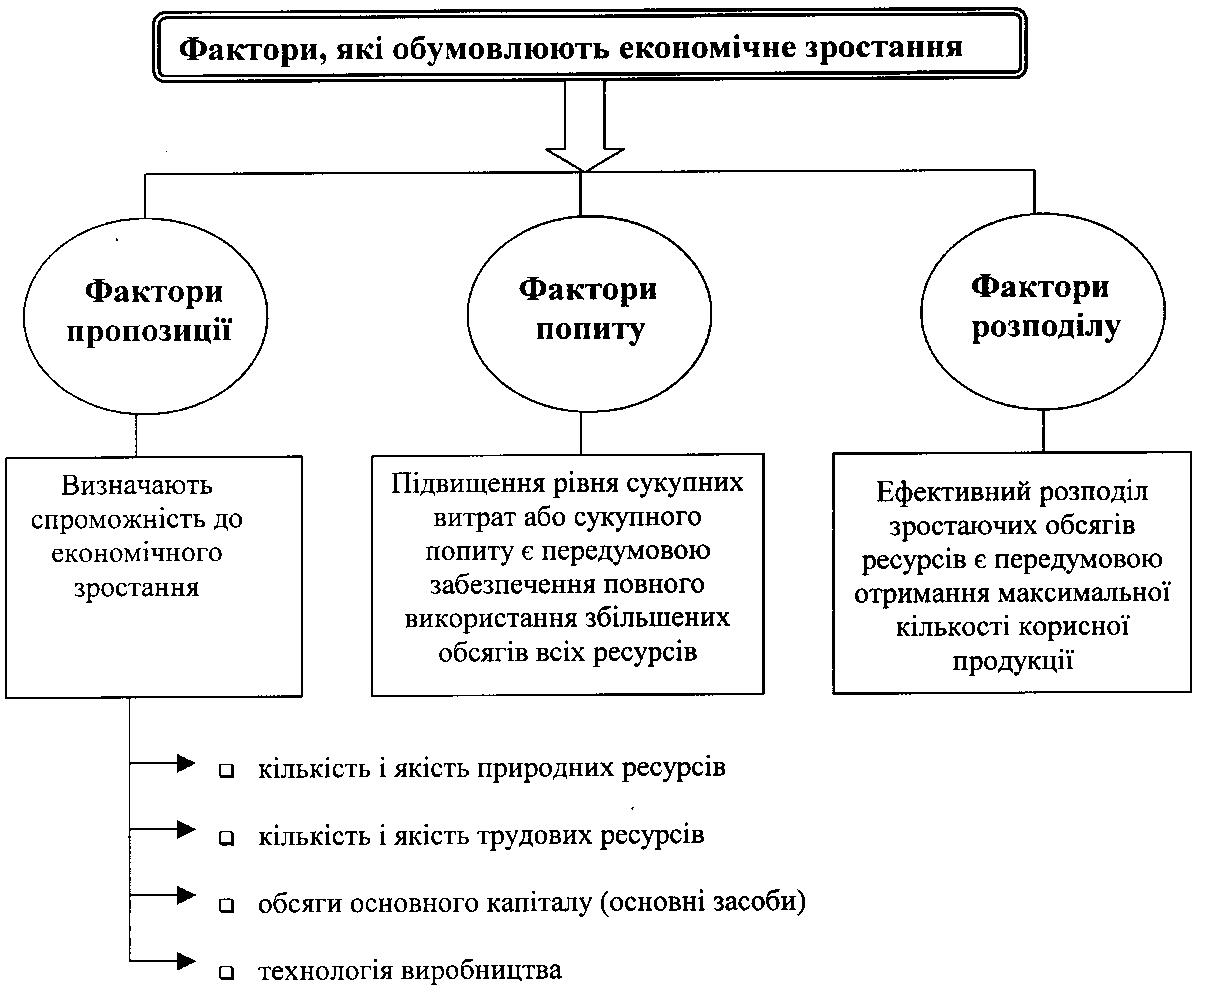 Фактори, які обумовлюють економічне зростання
Фактори
пропозиції
Фактори
попиту
Фактори
розподілу
Визначають
спроможність до
економічного
зростання
Підвищення рівня сукупних
витрат або сукупного
попиту є передумовою
забезпечення повного
використання збільшених
обсягів всіх ресурсів
Ефективний розподіл
зростаючих обсягів
ресурсів є передумовою
отримання максимальної
кількості корисної
продукції
кількість і якість природних ресурсів
кількість і якість трудових ресурсів
обсяги основного капіталу (основні засоби)
технологія виробництва